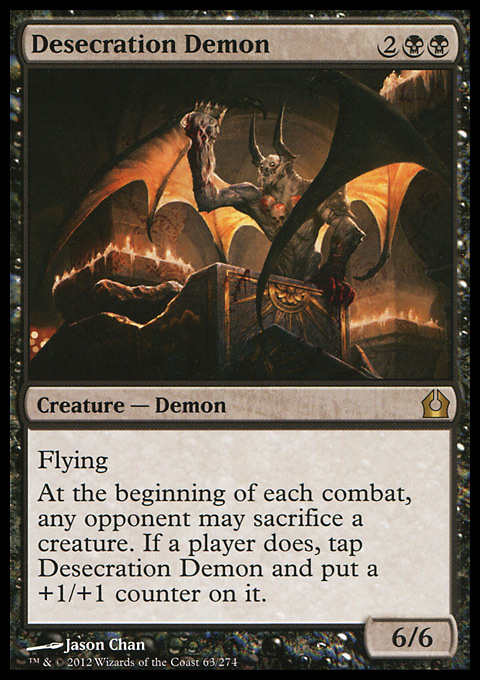 Desecration Demon 2
Creature — Demon
Flying
At the beginning of each combat,
any opponent may sacrifice a
creature. If a player does, tap
Desecration Demon and put a
+1/+1 counter on it.
6/6
Jason Chan
™ & © 2012 Wizards of the Coast 63/274